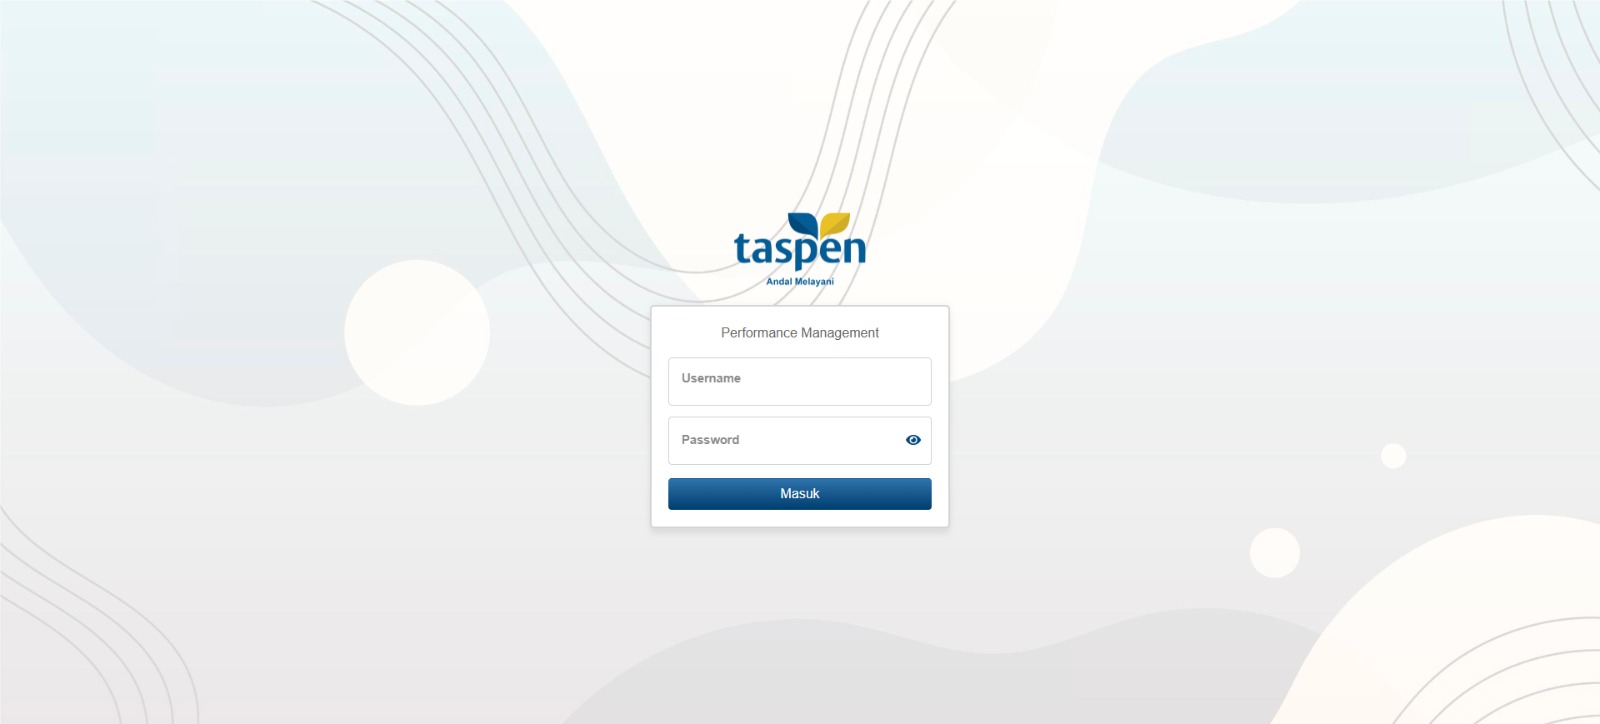 taspen
Andal Melayani
Performance Management
Username
Password
Masuk